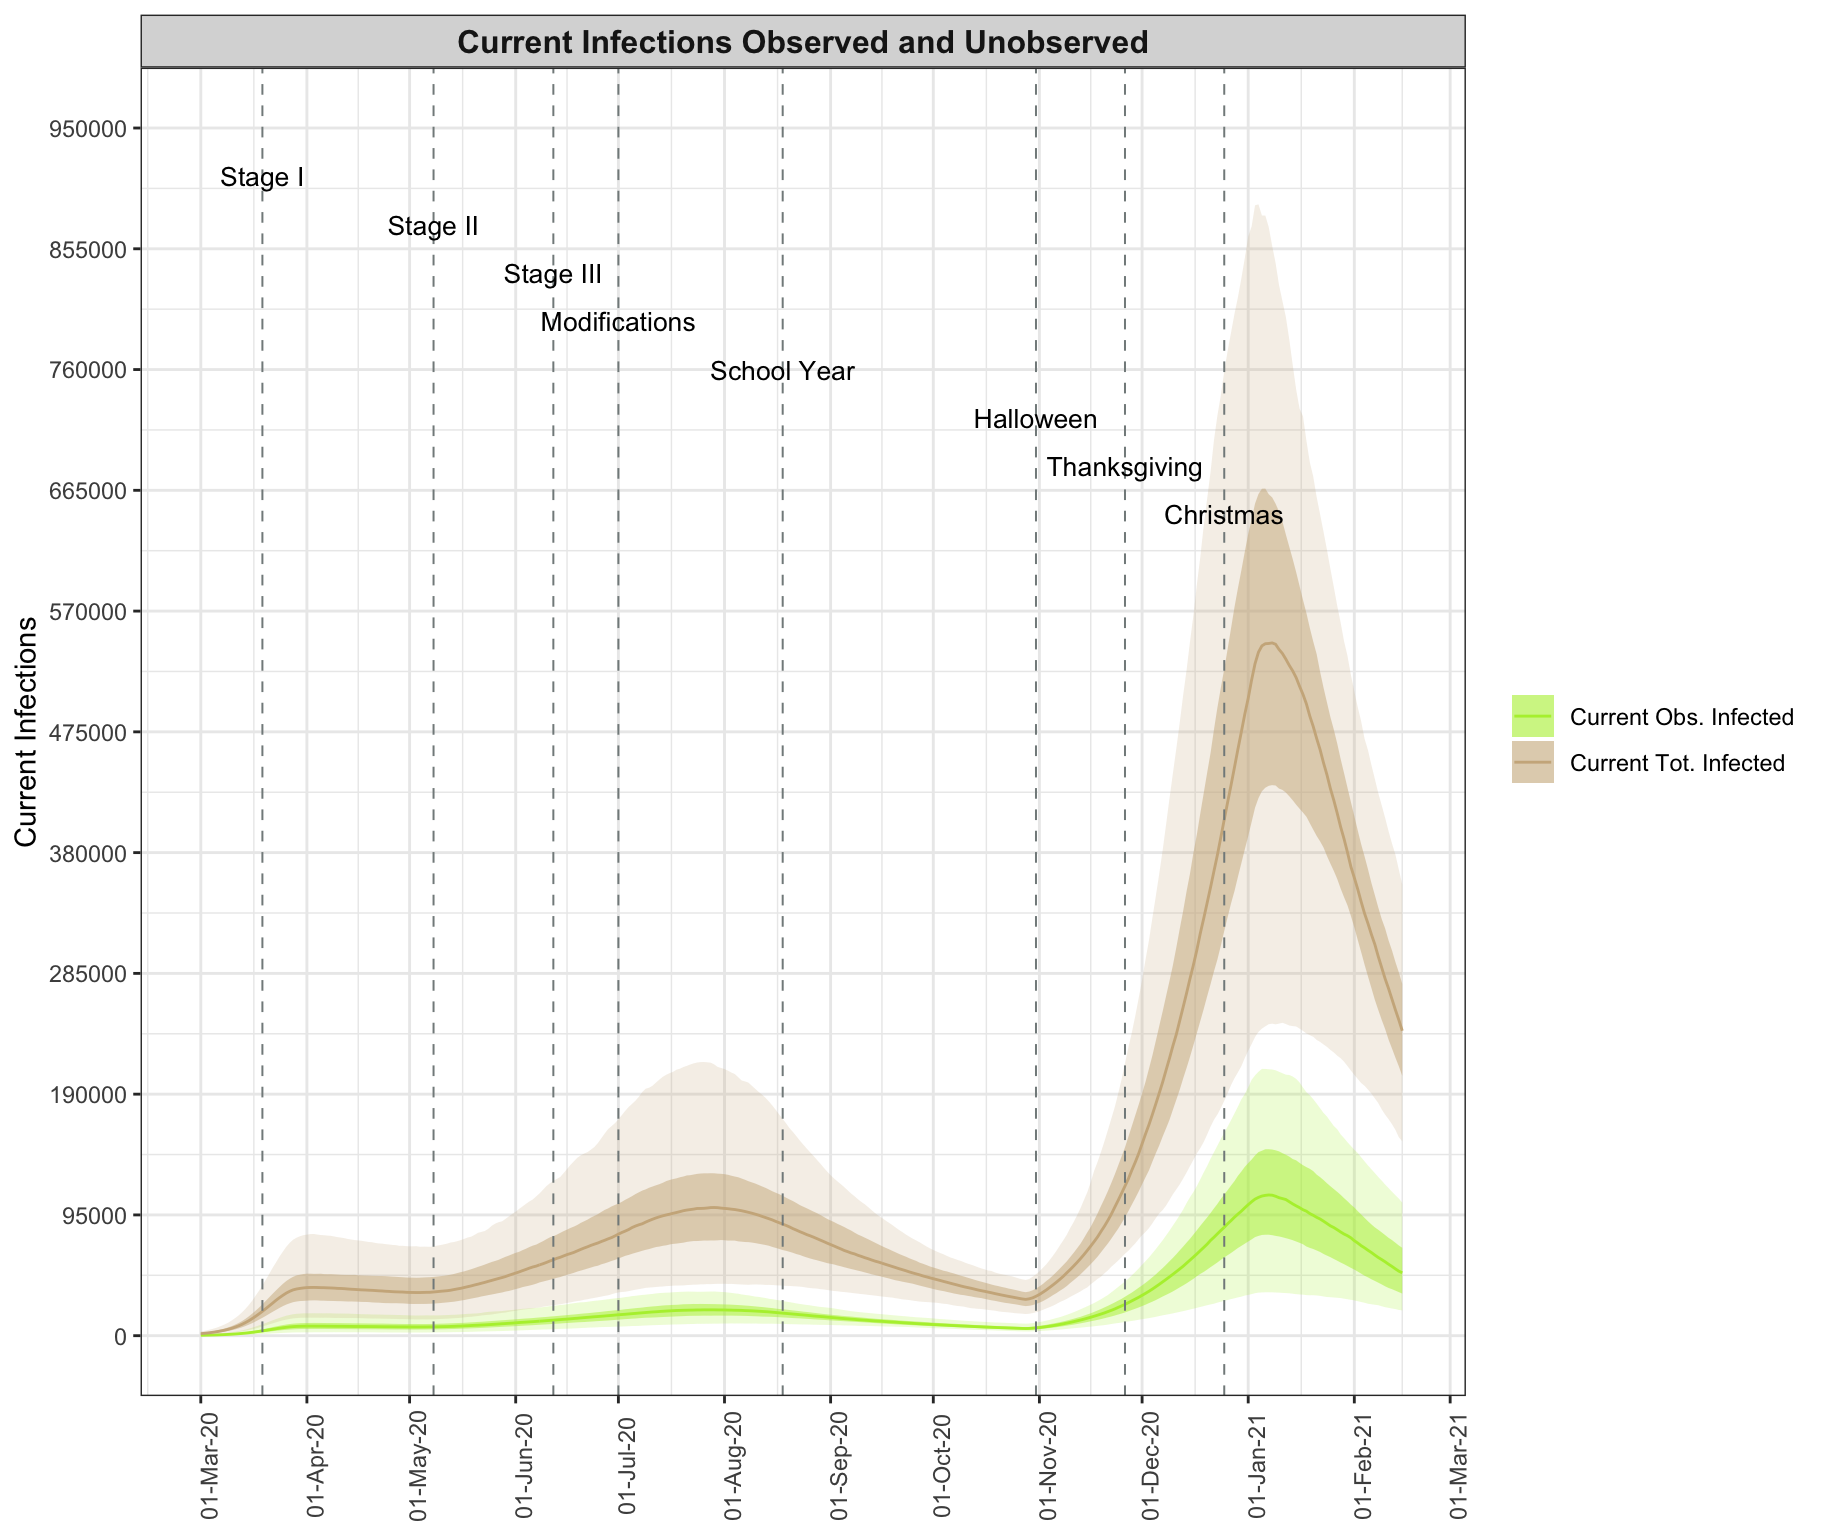 Current Infections Observed and Unobserved
Current Infections
950000
855000
760000
665000
570000
475000
380000
285000
190000
95000
0
Stage I
Stage II
Stage III
Modifications
School Year
Halloween
Thanksgiving
Christmas
Current Obs. Infected
Current Tot. Infected
01-Mar-20
01-Apr-20
01-May-20
01-Jun-20
01-Jul-20
01-Aug-20
01-Sep-20
01-Oct-20
01-Nov-20
01-Dec-20
01-Jan-21
01-Feb-21
01-Mar-21